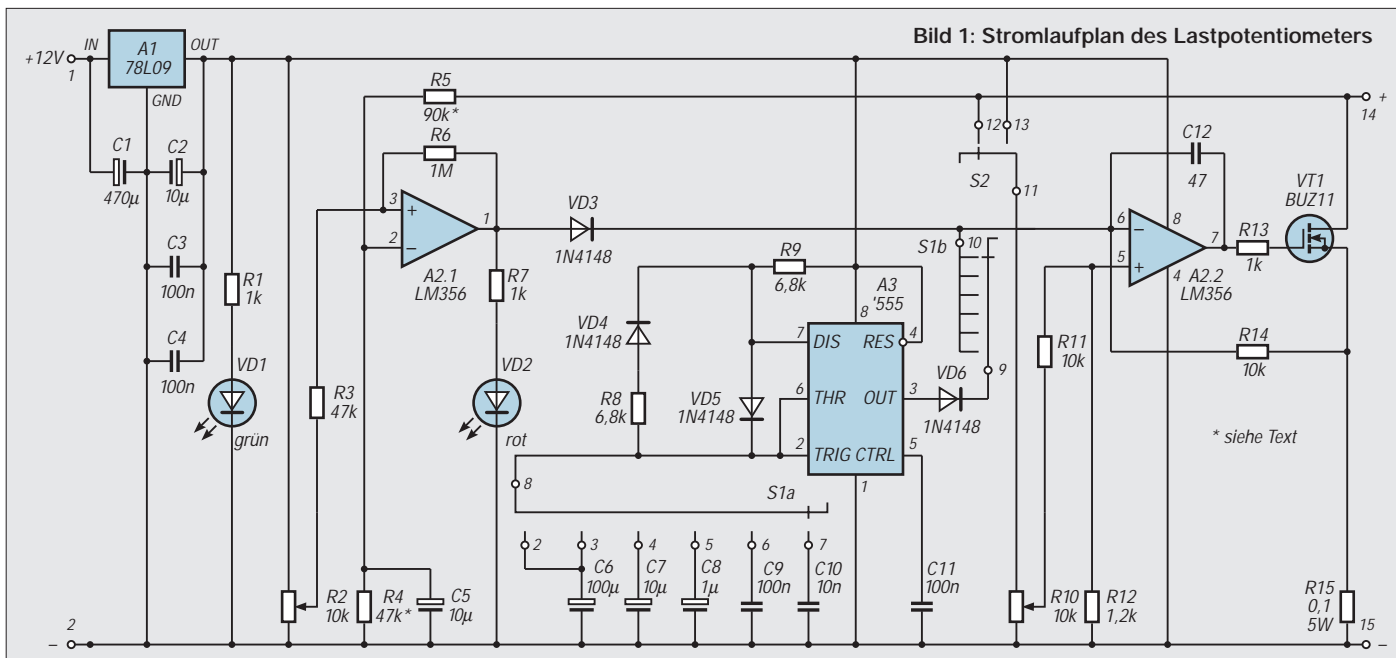 Bild 1: Stromlaufplan des Lastpotentiometers
+12V
1
IN
A1
78L09
OUT
GND
C1
470µ
C2
10µ
C3
100n
C4
100n
R1
1k
VD1
grün
R2
10k
R3
47k
R4
47k*
C5
10µ
R5
90k*
R6
1M
3
+
2
−
1
A2.1
LM356
VD3
1N4148
R7
1k
VD2
rot
VD4
1N4148
R8
6,8k
R9
6,8k
VD5
1N4148
A3
'555
8
7
DIS
RES
4
6
THR
OUT
3
2
TRIG
CTRL
5
1
VD6
1N4148
S1b
10
9
12
13
S2
11
8
S1a
2
3
4
5
6
7
C6
100µ
C7
10µ
C8
1µ
C9
100n
C10
10n
C11
100n
R10
10k
R11
10k
R12
1,2k
C12
47
6
−
5
+
8
7
4
A2.2
LM356
R13
1k
VT1
BUZ11
R14
10k
R15
0,1
5W
* siehe Text
+
14
2
−
15
−